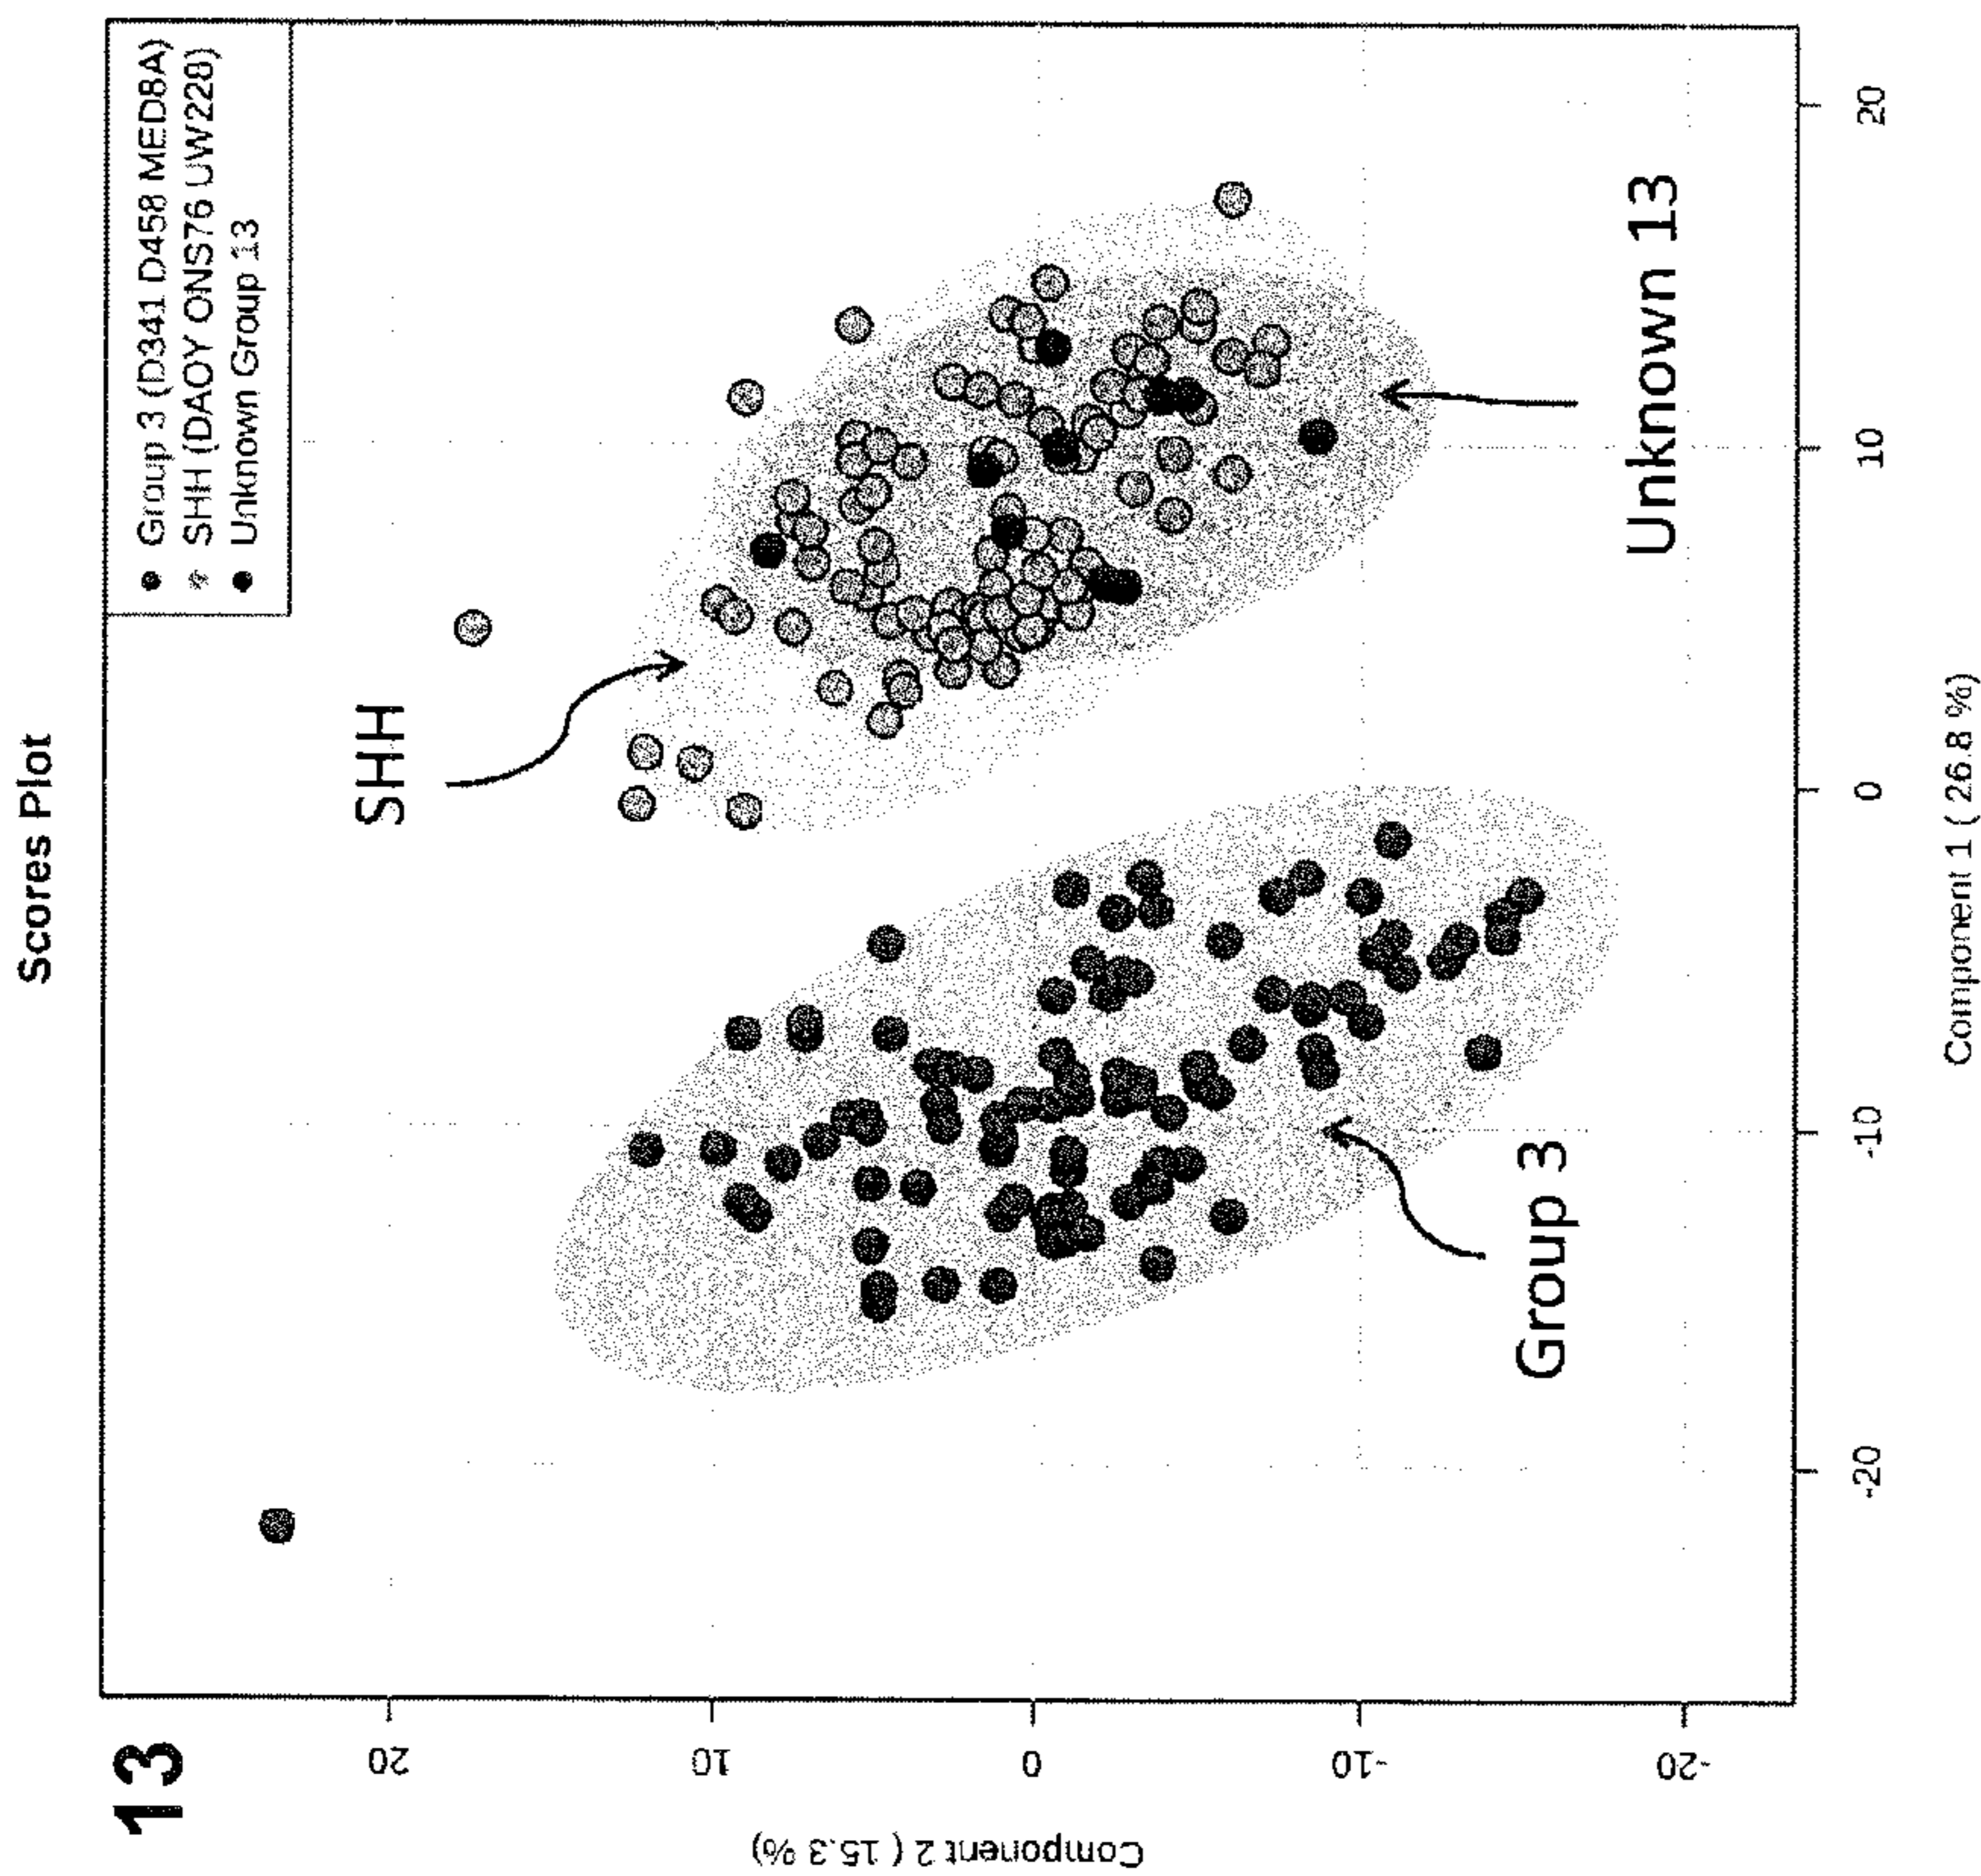 13
Scores Plot
Group 3 (D341 D458 MED8A)
SHH (DAOY ONS76 UW228)
Unknown Group 13
SHH
Group 3
Unknown 13
Component 2 ( 15.3 %)
20
10
0
-10
-20
-20
-10
0
10
20
Component 1 ( 26.8 %)